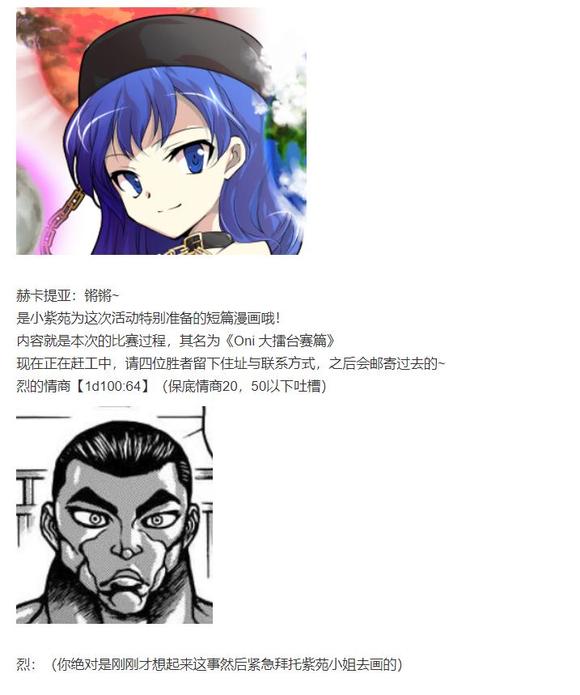 赫卡提亚：锵锵~
是小紫苑为这次活动特别准备的短篇漫画哦！
内容就是本次的比赛过程，其名为《Oni 大擂台赛篇》
现在正在赶工中，请四位胜者留下住址与联系方式，之后会邮寄过去的~
烈的情商【1d100:64】（保底情商20，50以下吐槽）
烈：（你绝对是刚刚才想起来这事然后紧急拜托紫苑小姐去画的）